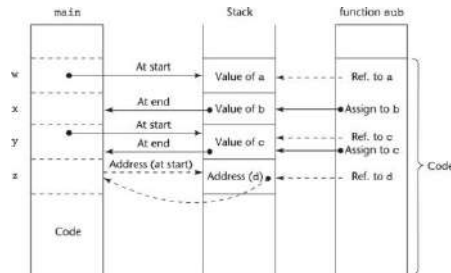 main Stack function sub
At start
w Value of a Ref. to a
At end
x Value of b Assign to b
At start
Ref. to c
y Value of c
At end Assign to c
Address (at start)
z Address (d) Ref. to d
Code
Code